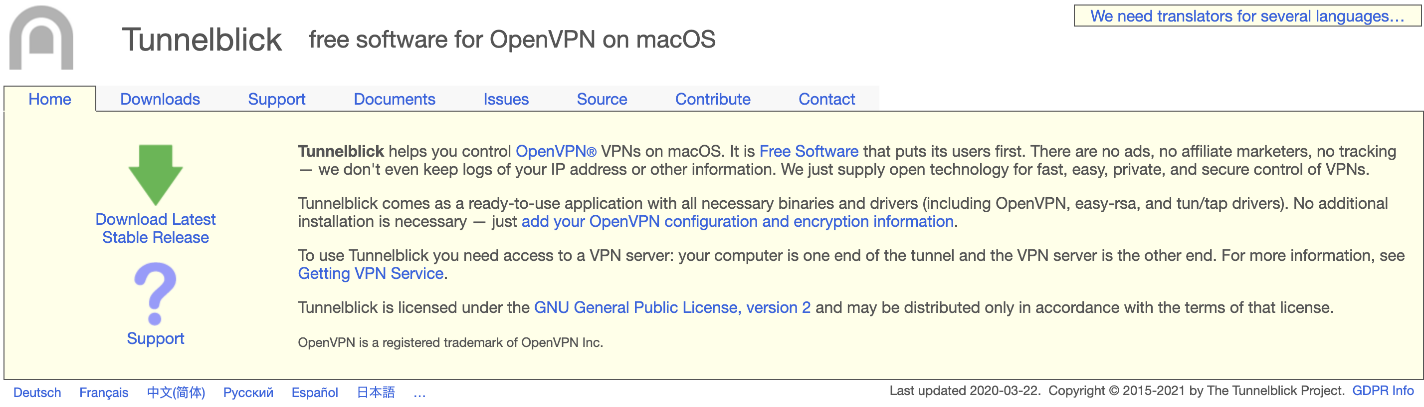 We need translators for several languages…
Tunnelblick free software for OpenVPN on macOS
Home Downloads Support Documents Issues Source Contribute Contact
Download Latest
Stable Release
Support
Tunnelblick helps you control OpenVPN® VPNs on macOS. It is Free Software that puts its users first. There are no ads, no affiliate marketers, no tracking
— we don't even keep logs of your IP address or other information. We just supply open technology for fast, easy, private, and secure control of VPNs.
Tunnelblick comes as a ready-to-use application with all necessary binaries and drivers (including OpenVPN, easy-rsa, and tun/tap drivers). No additional
installation is necessary — just add your OpenVPN configuration and encryption information.
To use Tunnelblick you need access to a VPN server: your computer is one end of the tunnel and the VPN server is the other end. For more information, see
Getting VPN Service.
Tunnelblick is licensed under the GNU General Public License, version 2 and may be distributed only in accordance with the terms of that license.
OpenVPN is a registered trademark of OpenVPN Inc.
Deutsch Français 中文(简体) Русский Español 日本語 …
Last updated 2020-03-22. Copyright © 2015-2021 by The Tunnelblick Project. GDPR Info